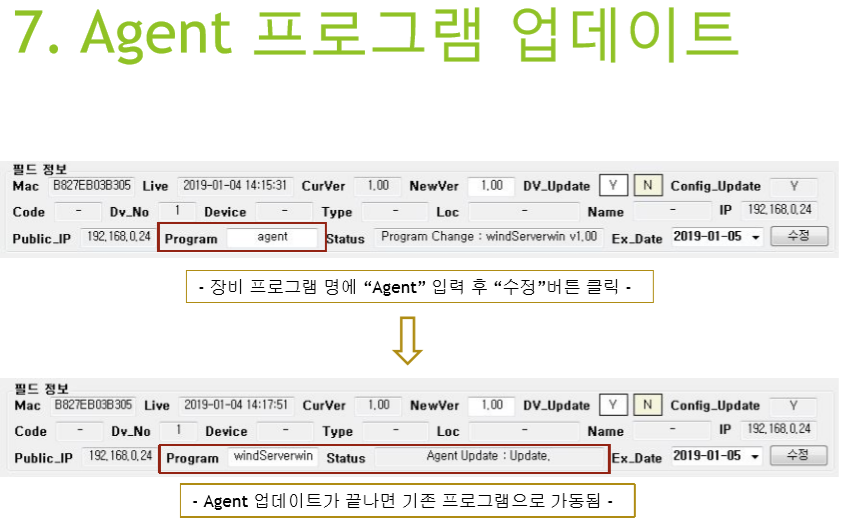 7. Agent 프로그램 업데이트
필드 정보
Mac B827EB03B305 Live 2019-01-04 14:15:31 CurVer 1,00 NewVer 1,00 DV_Update Y N Config_Update Y
Code - Dv_No 1 Device - Type - Loc - Name - IP 192,168,0,24
Public_IP 192,168,0,24 Program agent Status Program Change : windServerwin v1,00 Ex_Date 2019-01-05 수정
- 장비 프로그램 명에 “Agent” 입력 후 “수정”버튼 클릭 -
필드 정보
Mac B827EB03B305 Live 2019-01-04 14:17:51 CurVer 1,00 NewVer 1,00 DV_Update Y N Config_Update Y
Code - Dv_No 1 Device - Type - Loc - Name - IP 192,168,0,24
Public_IP 192,168,0,24 Program windServerwin Status Agent Update : Update, Ex_Date 2019-01-05 수정
- Agent 업데이트가 끝나면 기존 프로그램으로 가동됨 -